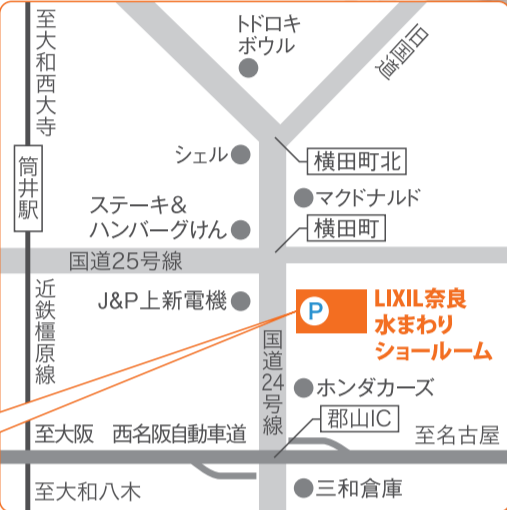 至大和西大寺
トドロキ
ボウル
旧国道
シェル
横田町北
筒井駅
マクドナルド
ステーキ&
ハンバーグけん
横田町
国道25号線
近鉄橿原線
J&P上新電機
P
LIXIL奈良
水まわり
ショールーム
国道24号線
ホンダカーズ
郡山IC
至大阪 西名阪自動車道
至名古屋
至大和八木
三和倉庫